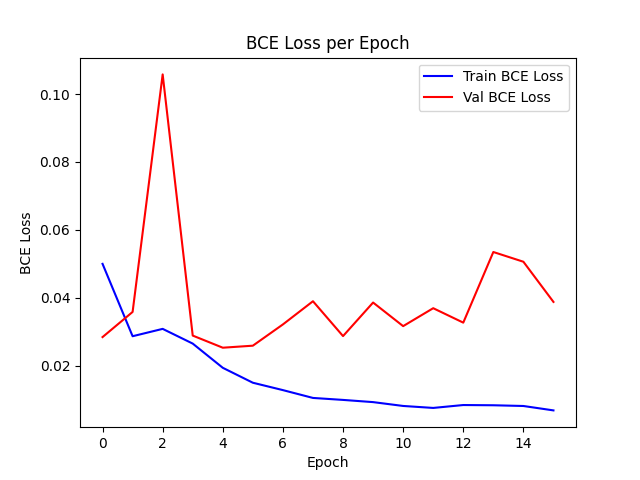 BCE Loss per Epoch
Train BCE Loss
Val BCE Loss
0.10
0.08
0.06
0.04
0.02
BCE Loss
0 2 4 6 8 10 12 14
Epoch